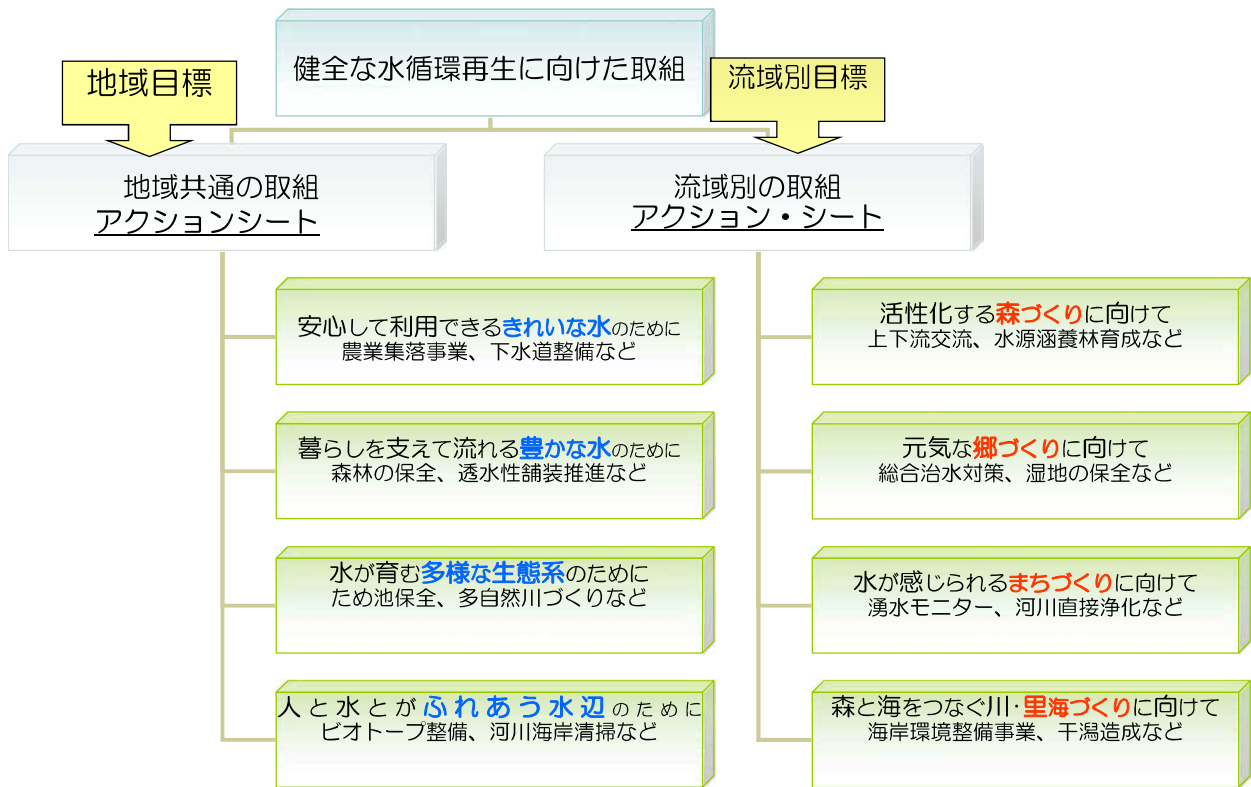 健全な水循環再生に向けた取組
地域目標
流域別目標
地域共通の取組
アクションシート
流域別の取組
アクション・シート
安心して利用できるきれいな水のために
農業集落事業、下水道整備など
暮らしを支えて流れる豊かな水のために
森林の保全、透水性舗装推進など
水が育む多様な生態系のために
ため池保全、多自然川づくりなど
人と水とがふれあう水辺のために
ビオトープ整備、河川海岸清掃など
活性化する森づくりに向けて
上下流交流、水源涵養林育成など
元気な郷づくりに向けて
総合治水対策、湿地の保全など
水が感じられるまちづくりに向けて
湧水モニター、河川直接浄化など
森と海をつなぐ川・里海づくりに向けて
海岸環境整備事業、干潟造成など